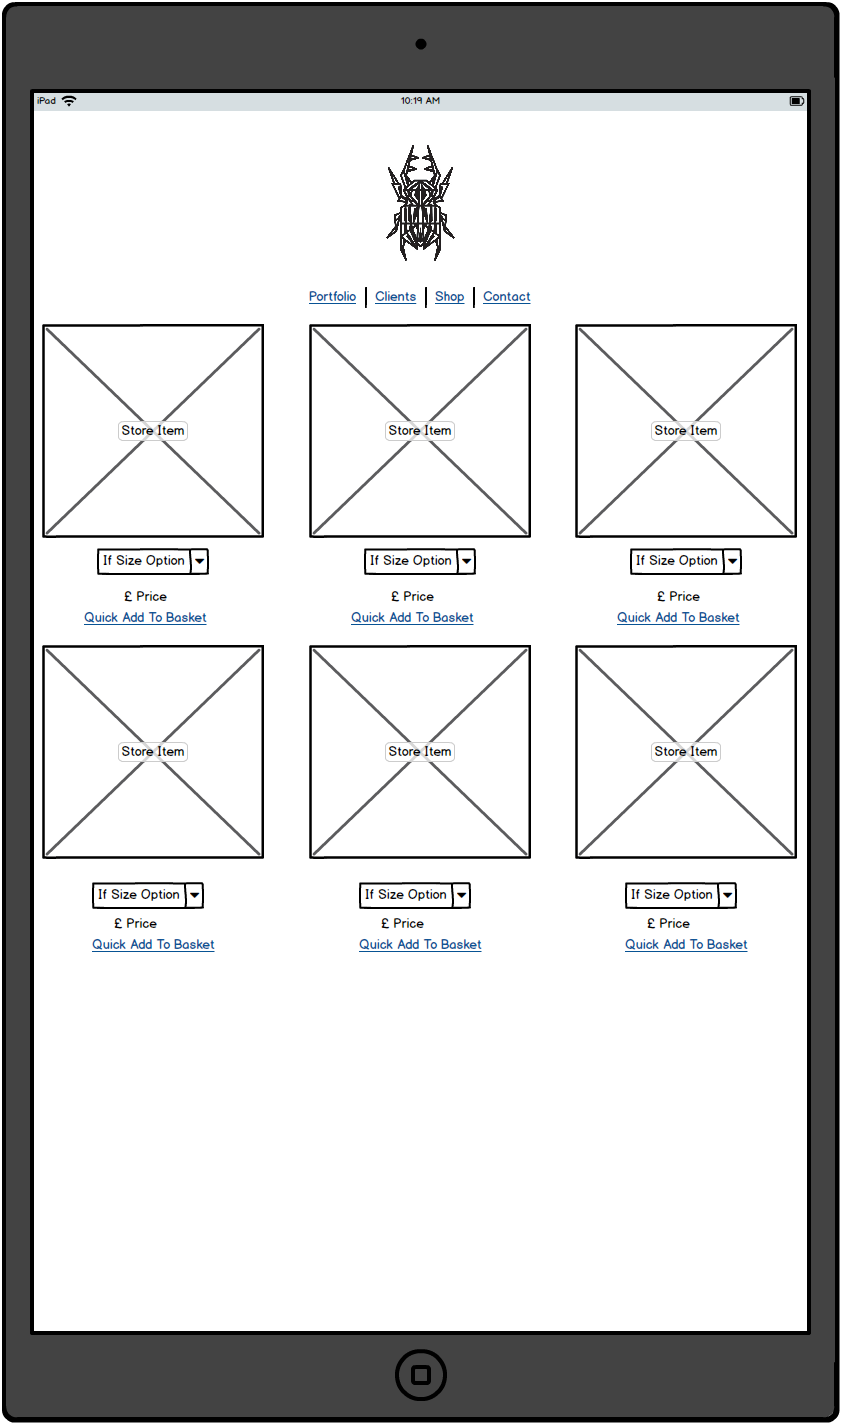 iPad 10:19 AM
Portfolio Clients Shop Contact
Store Item Store Item Store Item
If Size Option If Size Option If Size Option
£ Price £ Price £ Price
Quick Add To Basket Quick Add To Basket Quick Add To Basket
Store Item Store Item Store Item
If Size Option If Size Option If Size Option
£ Price £ Price £ Price
Quick Add To Basket Quick Add To Basket Quick Add To Basket